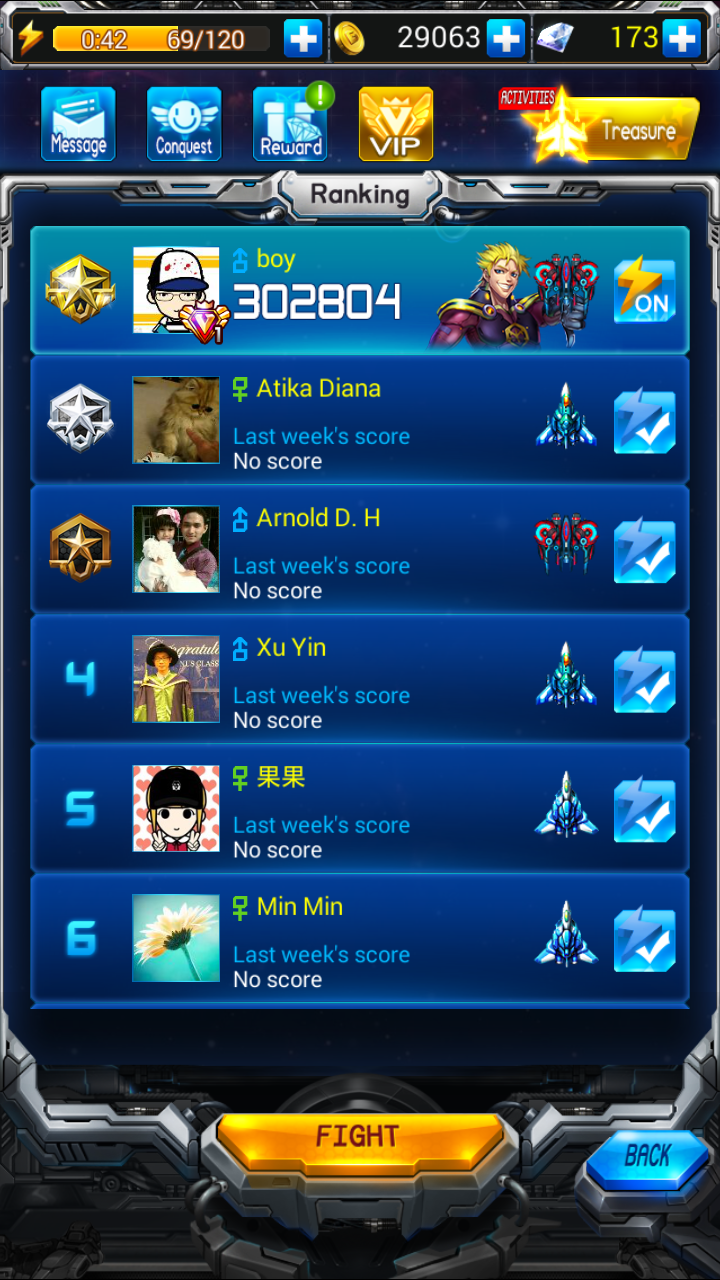 0:42 69/120 29063 173
ACTIVITIES
Message Conquest Reward VIP Treasure
Ranking
boy
302804
1
ON
Atika Diana
Last week's score
No score
Arnold D. H
Last week's score
No score
4
Xu Yin
Last week's score
No score
5
果果
Last week's score
No score
6
Min Min
Last week's score
No score
FIGHT
BACK